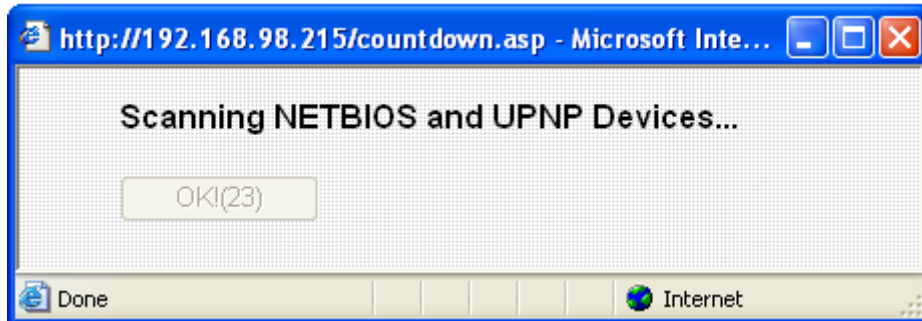 http://192.168.98.215/countdown.asp - Microsoft Inte...
Scanning NETBIOS and UPNP Devices...
OK!(23)
Done
Internet